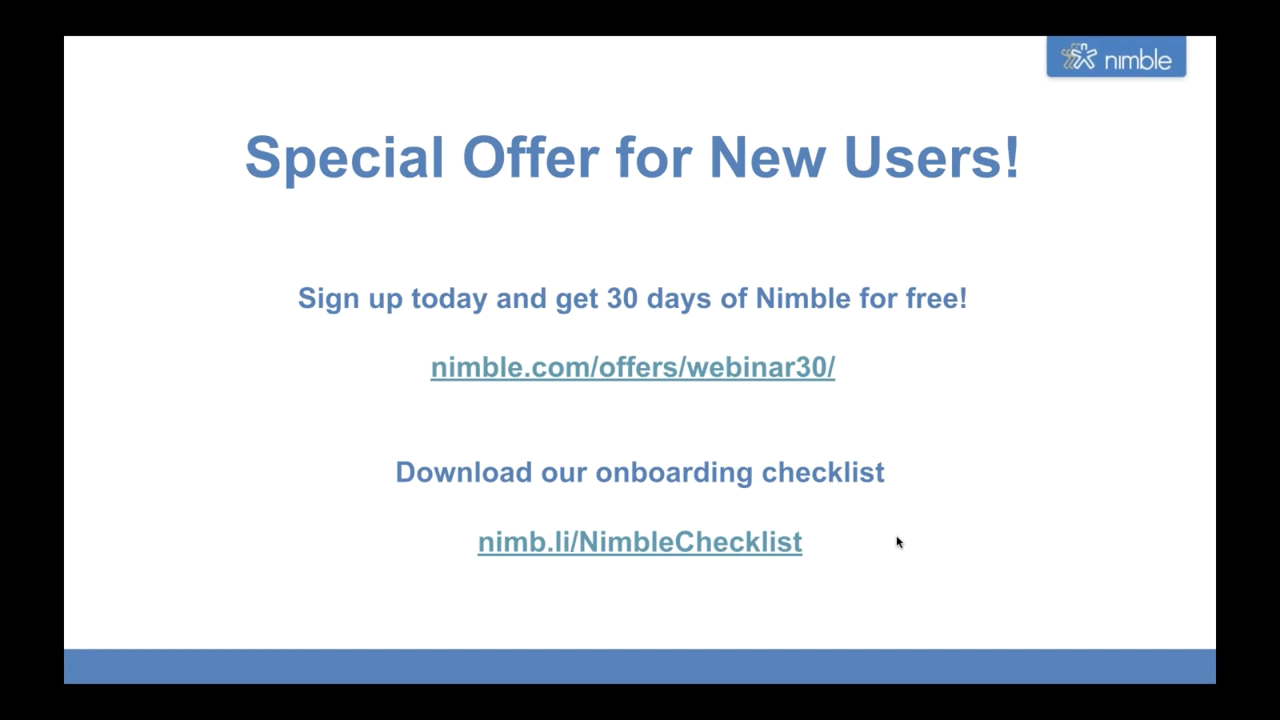 nimble
Special Offer for New Users!
Sign up today and get 30 days of Nimble for free!
nimble.com/offers/webinar30/
Download our onboarding checklist
nimb.li/NimbleChecklist